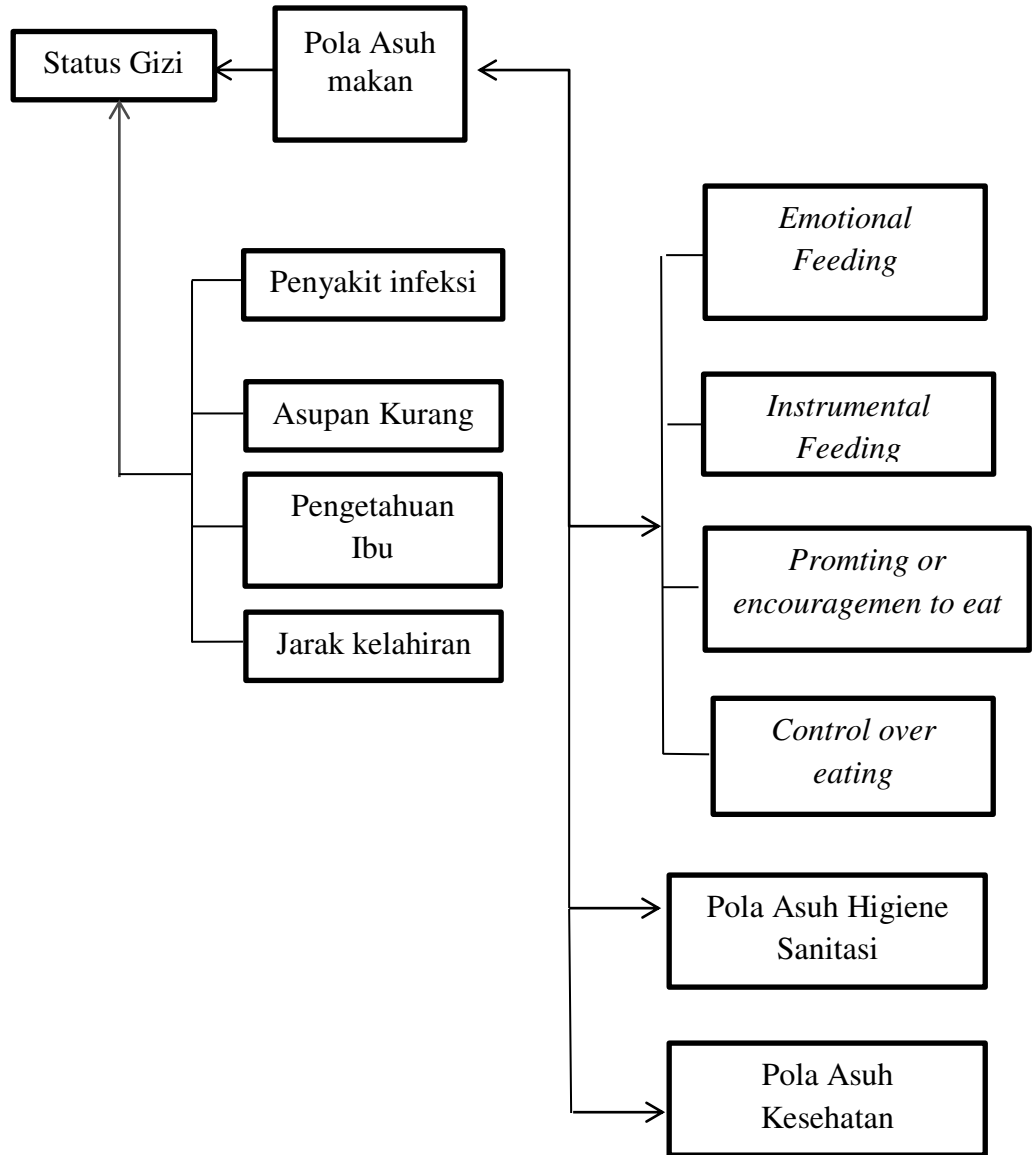 Status Gizi
Pola Asuh
makan
Penyakit infeksi
Asupan Kurang
Pengetahuan
Ibu
Jarak kelahiran
Emotional
Feeding
Instrumental
Feeding
Promting or
encouragemen to eat
Control over
eating
Pola Asuh Higiene
Sanitasi
Pola Asuh
Kesehatan